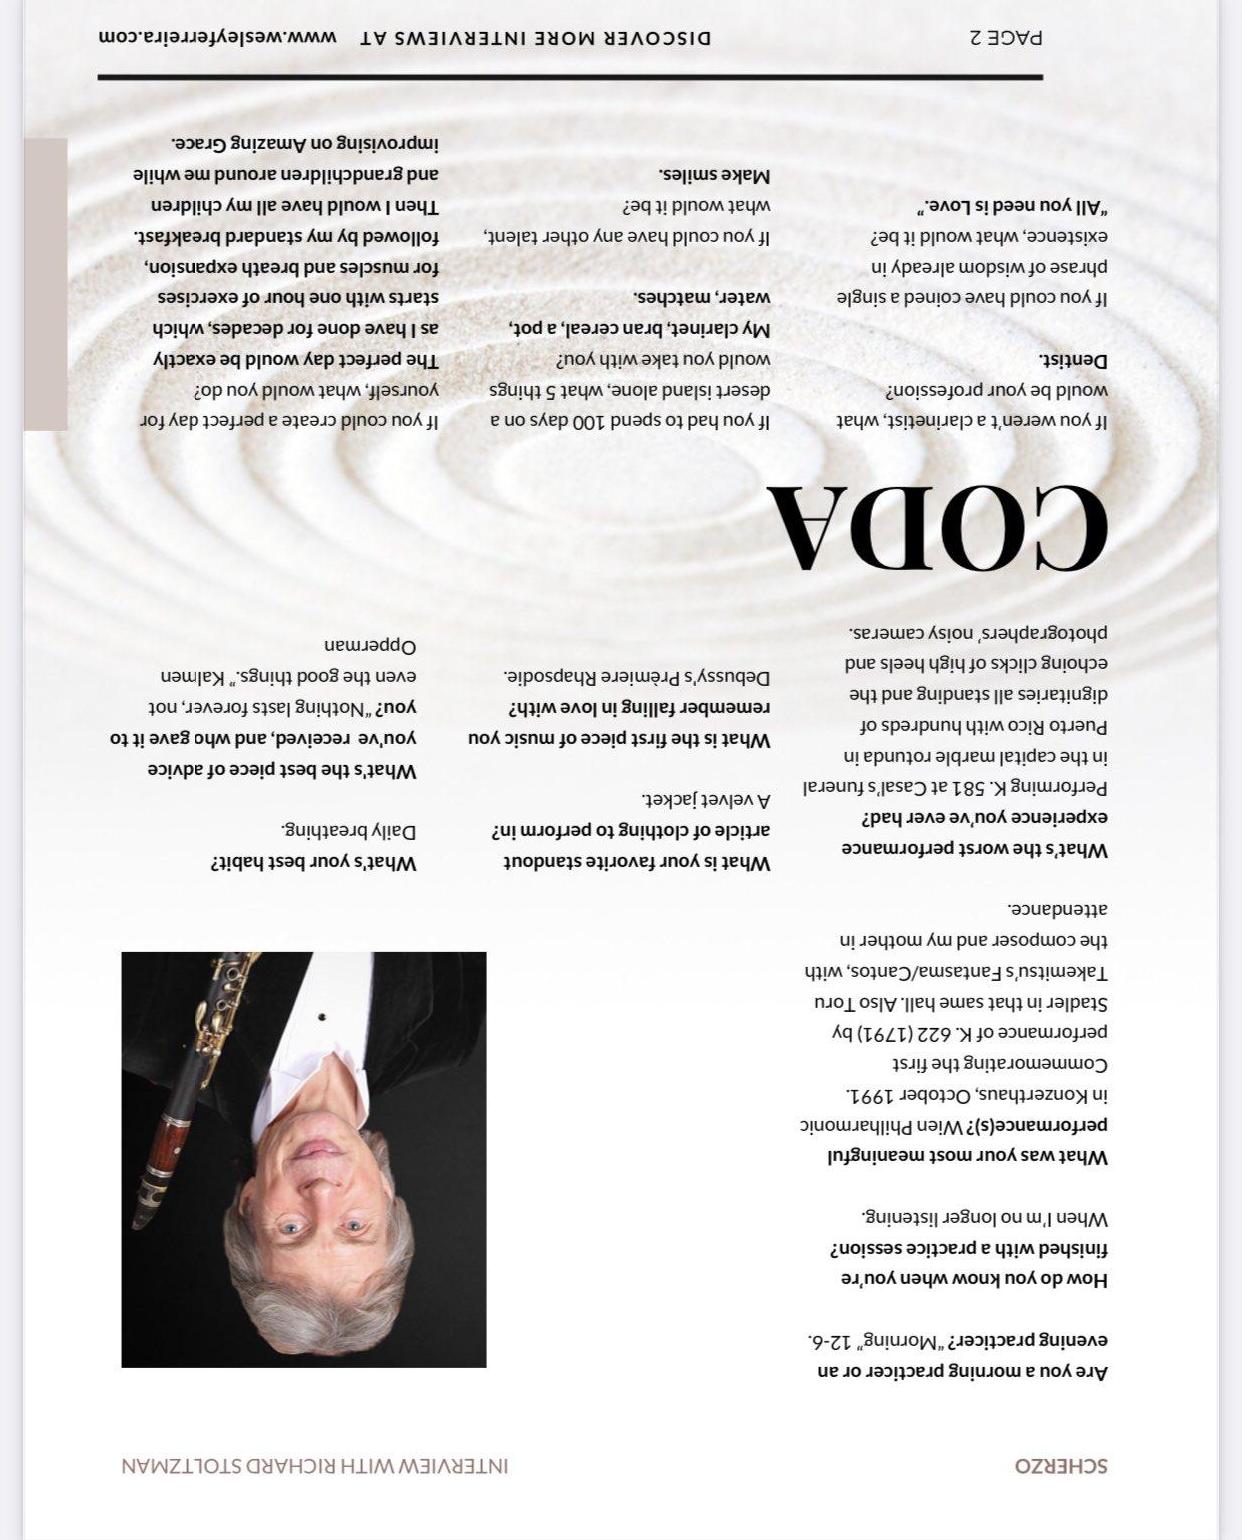 SCHERZO
INTERVIEW WITH RICHARD STOLTZMAN
Are you a morning practicer or an
evening practicer? “Morning” 12-6.
How do you know when you’re
finished with a practice session?
When I’m no longer listening.
What was your most meaningful
performance(s)? Wien Philharmonic
in Konzerthaus, October 1991.
Commemorating the first
performance of K. 622 (1791) by
Stadler in that same hall. Also Toru
Takemitsu’s Fantasma/Cantos, with
the composer and my mother in
attendance.
What’s the worst performance
experience you’ve ever had?
Performing K. 581 at Casal’s funeral
in the capital marble rotunda in
Puerto Rico with hundreds of
dignitaries all standing and the
echoing clicks of high heels and
photographers’ noisy cameras.
What is your favorite standout
article of clothing to perform in?
A velvet jacket.
What is the first piece of music you
remember falling in love with?
Debussy’s Prèmiere Rhapsodie.
What’s your best habit?
Daily breathing.
What’s the best piece of advice
you’ve received, and who gave it to
you? “Nothing lasts forever, not
even the good things.” Kalmen
Opperman
CODA
If you weren’t a clarinetist, what
would be your profession?
Dentist.
If you could have coined a single
phrase of wisdom already in
existence, what would it be?
“All you need is Love.”
If you had to spend 100 days on a
desert island alone, what 5 things
would you take with you?
My clarinet, bran cereal, a pot,
water, matches.
If you could have any other talent,
what would it be?
Make smiles.
If you could create a perfect day for
yourself, what would you do?
The perfect day would be exactly
as I have done for decades, which
starts with one hour of exercises
for muscles and breath expansion,
followed by my standard breakfast.
Then I would have all my children
and grandchildren around me while
improvising on Amazing Grace.
PAGE 2
DISCOVER MORE INTERVIEWS AT www.wesleyferreira.com